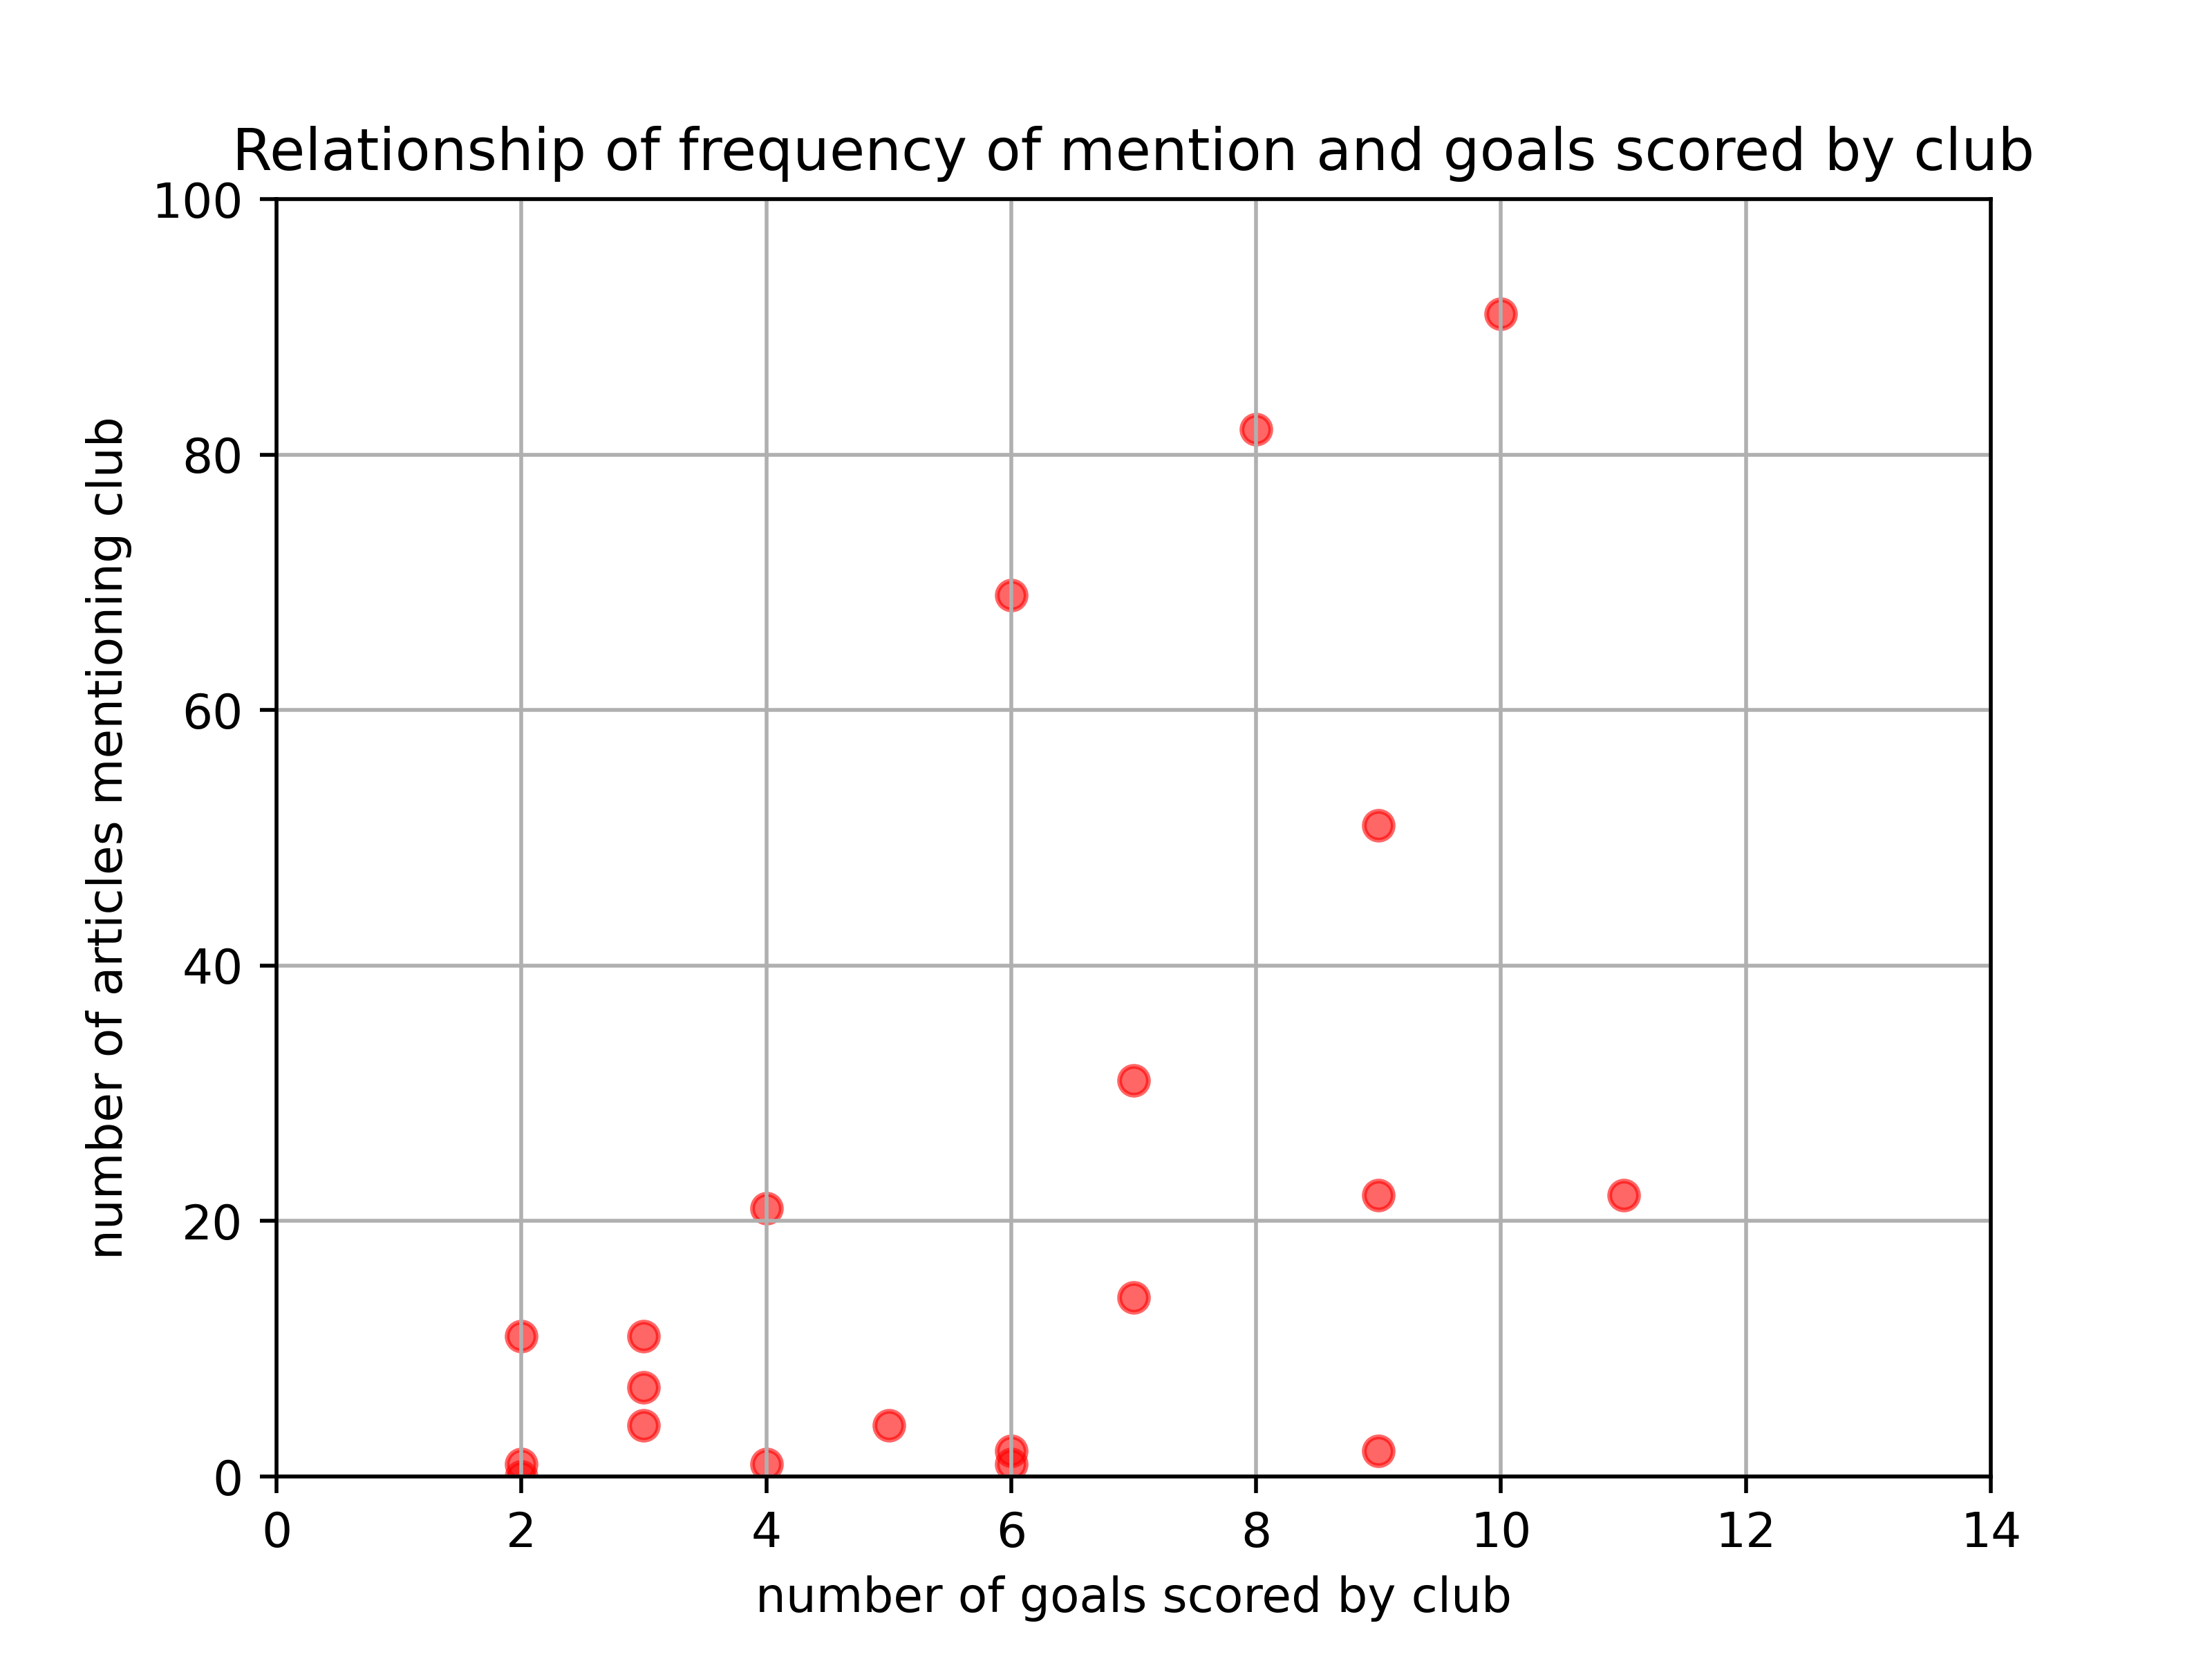 Relationship of frequency of mention and goals scored by club
100
80
60
40
20
0
number of articles mentioning club
0 2 4 6 8 10 12 14
number of goals scored by club